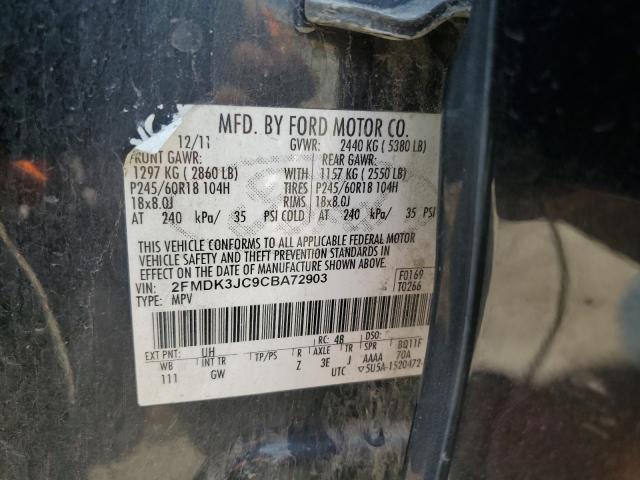 MFD. BY FORD MOTOR CO.
12/11 GVWR: 2440 KG ( 5380 LB)
FRONT GAWR: REAR GAWR:
1297 KG ( 2860 LB) WITH 1157 KG ( 2550 LB)
P245/60R18 104H TIRES P245/60R18 104H
18x8.0J RIMS 18x8.0J
AT 240 kPa/ 35 PSI COLD AT 240 kPa/ 35 PSI
THIS VEHICLE CONFORMS TO ALL APPLICABLE FEDERAL MOTOR
VEHICLE SAFETY AND THEFT PREVENTION STANDARDS IN
EFFECT ON THE DATE OF MANUFACTURE SHOWN ABOVE.
VIN: 2FMDK3JC9CBA72903 F0169
TYPE: MPV T0266
EXT PNT: UH RC: 48 DSO:
WB INT TR TP/PS R AXLE TR SPR BQ11F
111 GW Z 3E J AAAA 70A
UTC